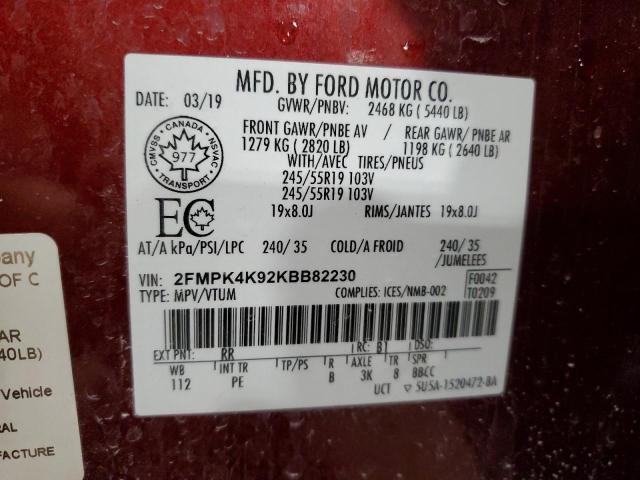 MFD. BY FORD MOTOR CO.
DATE: 03/19
GVWR/PNBV: 2468 KG ( 5440 LB)
FRONT GAWR/PNBE AV
1279 KG ( 2820 LB)
REAR GAWR/ PNBE AR
1198 KG ( 2640 LB)
WITH/AVEC TIRES/PNEUS
245/55R19 103V
245/55R19 103V
19x8.0J RIMS/JANTES 19x8.0J
CMVSS • CANADA • NSVAC
977
TRANSPORT
EC
AT/A kPa/PSI/LPC 240/ 35 COLD/A FROID 240/ 35
/JUMELEES
VIN: 2FMPK4K92KBB82230
TYPE: MPV/VTUM COMPLIES: ICES/NMB-002
F0042
T0209
EXT PNT: RR RC: B DSO:
WB INT TR TP/PS R AXLE TR SPR
112 PE B 3K 8 BBCC
UCT ▽ 5U5A-1520472-BA
pany
OF C
AR
40LB)
Vehicle
RAL
FACTURE